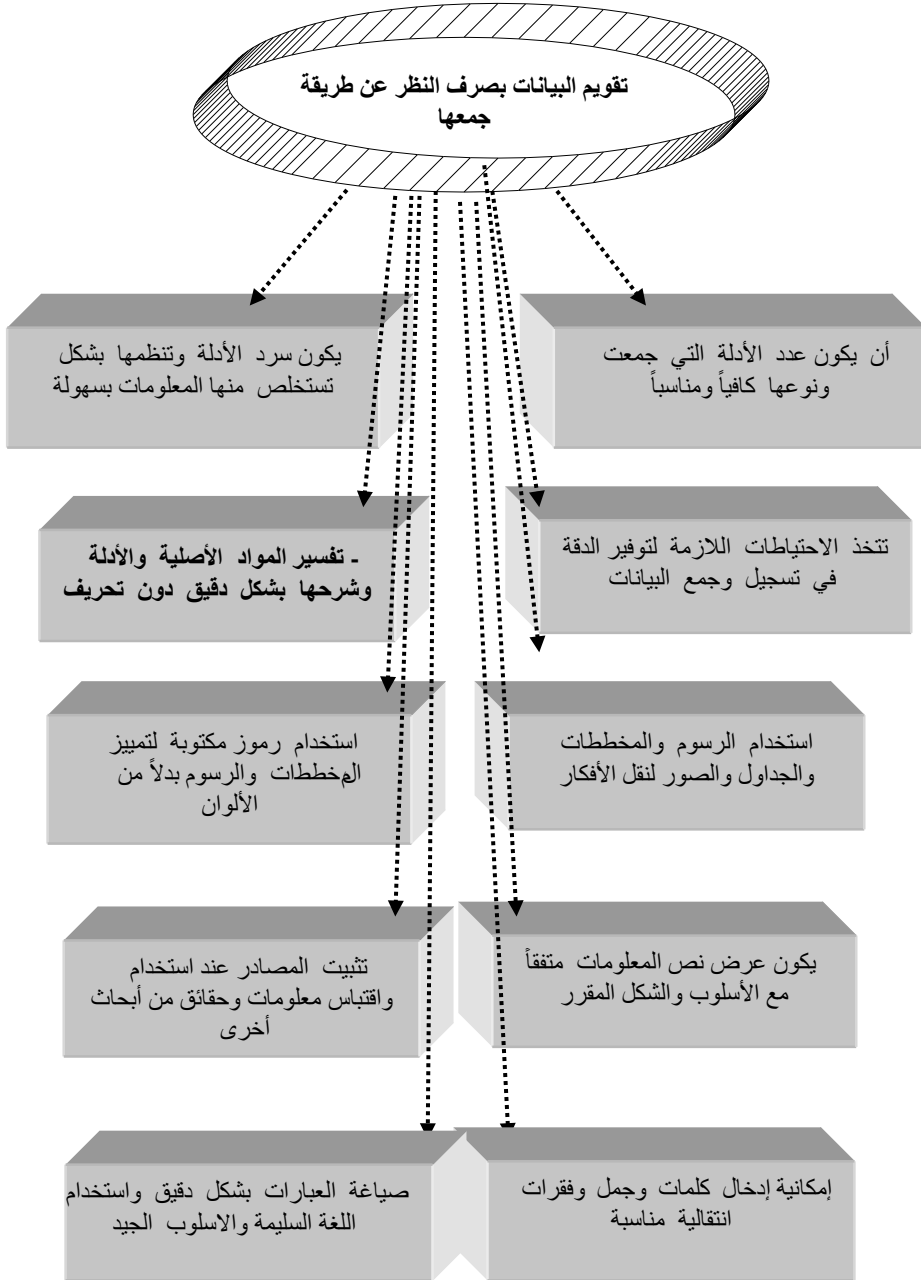 تقويم البيانات بصرف النظر عن طريقة
جمعها
أن يكون عدد الأدلة التي جمعت
ونوعها كافياً ومناسباً
يكون سرد الأدلة وتنظمها بشكل
تستخلص منها المعلومات بسهولة
تتخذ الاحتياطات اللازمة لتوفير الدقة
في تسجيل وجمع البيانات
ـ تفسير المواد الأصلية والأدلة
وشرحها بشكل دقيق دون تحريف
استخدام الرسوم والمخططات
والجداول والصور لنقل الأفكار
استخدام رموز مكتوبة لتمييز
المخططات والرسوم بدلاً من
الألوان
يكون عرض نص المعلومات متفقاً
مع الأسلوب والشكل المقرر
تثبيت المصادر عند استخدام
واقتباس معلومات وحقائق من أبحاث
أخرى
إمكانية إدخال كلمات وجمل وفقرات
انتقالية مناسبة
صياغة العبارات بشكل دقيق واستخدام
اللغة السليمة والاسلوب الجيد